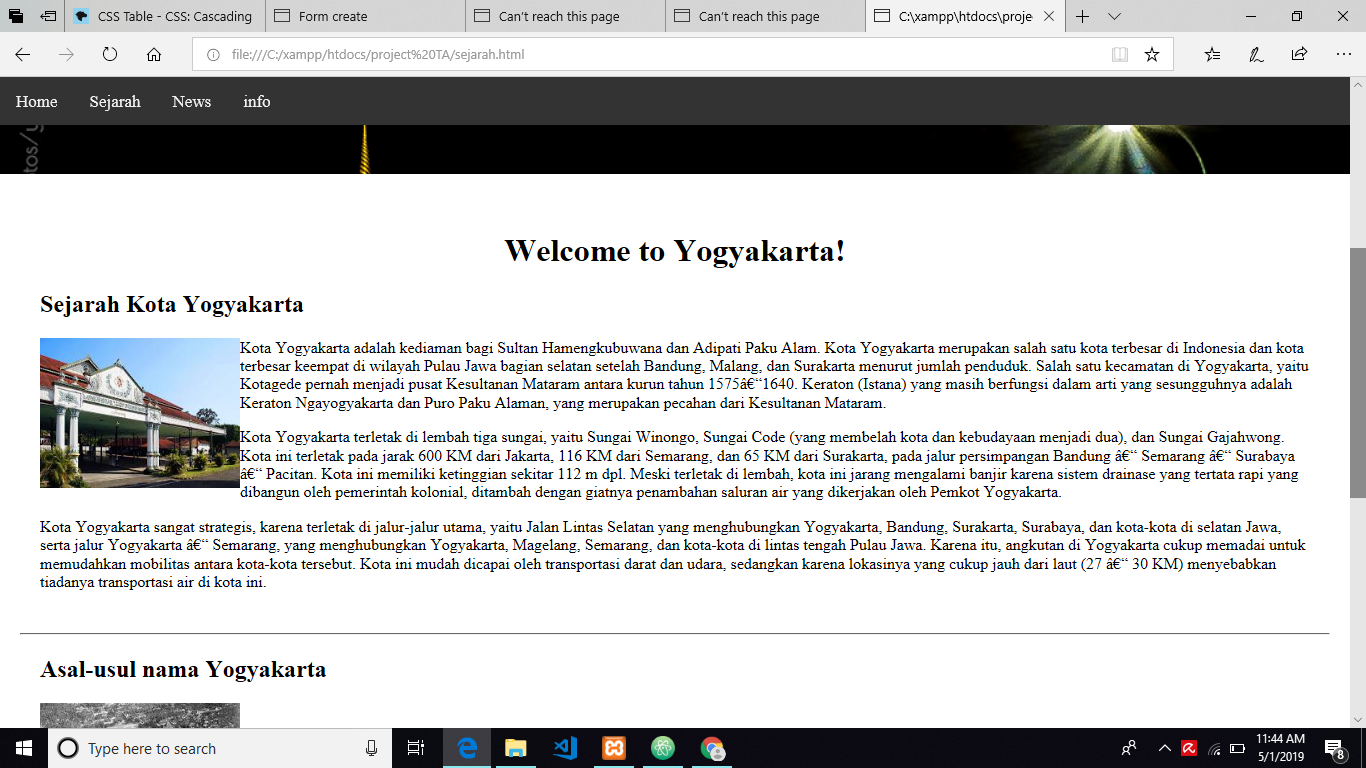 CSS Table - CSS: Cascading
Form create
Can't reach this page
Can't reach this page
C:\xampp\htdocs\proje
file:///C:/xampp/htdocs/project%20TA/sejarah.html
Home Sejarah News info
tos/y
Welcome to Yogyakarta!
Sejarah Kota Yogyakarta
Kota Yogyakarta adalah kediaman bagi Sultan Hamengkubuwana dan Adipati Paku Alam. Kota Yogyakarta merupakan salah satu kota terbesar di Indonesia dan kota
terbesar keempat di wilayah Pulau Jawa bagian selatan setelah Bandung, Malang, dan Surakarta menurut jumlah penduduk. Salah satu kecamatan di Yogyakarta, yaitu
Kotagede pernah menjadi pusat Kesultanan Mataram antara kurun tahun 1575â€“1640. Keraton (Istana) yang masih berfungsi dalam arti yang sesungguhnya adalah
Keraton Ngayogyakarta dan Puro Paku Alaman, yang merupakan pecahan dari Kesultanan Mataram.
Kota Yogyakarta terletak di lembah tiga sungai, yaitu Sungai Winongo, Sungai Code (yang membelah kota dan kebudayaan menjadi dua), dan Sungai Gajahwong.
Kota ini terletak pada jarak 600 KM dari Jakarta, 116 KM dari Semarang, dan 65 KM dari Surakarta, pada jalur persimpangan Bandung â€“ Semarang â€“ Surabaya
â€“ Pacitan. Kota ini memiliki ketinggian sekitar 112 m dpl. Meski terletak di lembah, kota ini jarang mengalami banjir karena sistem drainase yang tertata rapi yang
dibangun oleh pemerintah kolonial, ditambah dengan giatnya penambahan saluran air yang dikerjakan oleh Pemkot Yogyakarta.
Kota Yogyakarta sangat strategis, karena terletak di jalur-jalur utama, yaitu Jalan Lintas Selatan yang menghubungkan Yogyakarta, Bandung, Surakarta, Surabaya, dan kota-kota di selatan Jawa,
serta jalur Yogyakarta â€“ Semarang, yang menghubungkan Yogyakarta, Magelang, Semarang, dan kota-kota di lintas tengah Pulau Jawa. Karena itu, angkutan di Yogyakarta cukup memadai untuk
memudahkan mobilitas antara kota-kota tersebut. Kota ini mudah dicapai oleh transportasi darat dan udara, sedangkan karena lokasinya yang cukup jauh dari laut (27 â€“ 30 KM) menyebabkan
tiadanya transportasi air di kota ini.
Asal-usul nama Yogyakarta
Type here to search
11:44 AM
5/1/2019
8